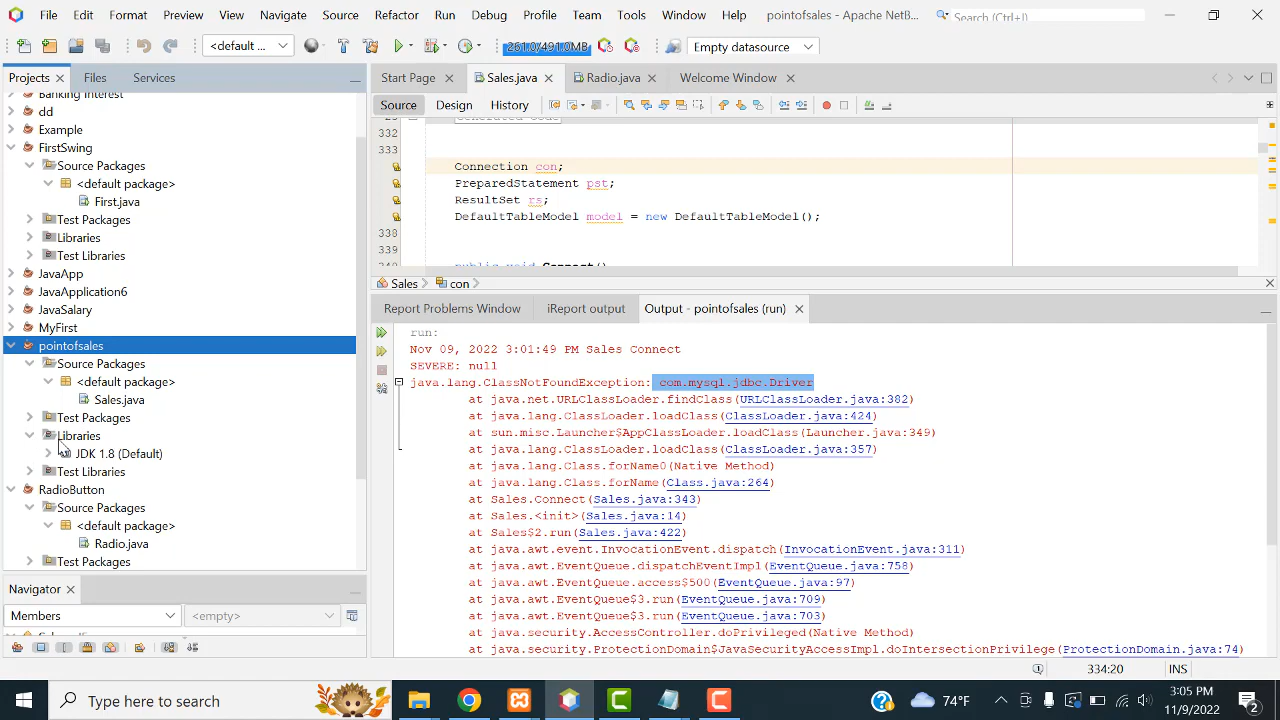 File Edit View Navigate Source Refactor Run Debug Profile Team Tools Window Help pointofsales - Apache NetB... Search (Ctrl+I)
<default ... 261.0/491.0MB Empty datasource
Projects Files Services
Banking Interest
dd
Example
FirstSwing
Source Packages
<default package>
First.java
Test Packages
Libraries
Test Libraries
JavaApp
JavaApplication6
JavaSalary
MyFirst
pointofsales
Source Packages
<default package>
Sales.java
Test Packages
Libraries
JDK 1.8 (Default)
Test Libraries
RadioButton
Source Packages
<default package>
Radio.java
Test Packages
Navigator
Members <empty>
Start Page Sales.java Radio.java Welcome Window
Source Design History
332
333
Connection con;
PreparedStatement pst;
ResultSet rs;
DefaultTableModel model = new DefaultTableModel();
338
339
Sales con
Report Problems Window iReport output Output - pointofsales (run)
run:
Nov 09, 2022 3:01:49 PM Sales Connect
SEVERE: null
java.lang.ClassNotFoundException: com.mysql.jdbc.Driver
at java.net.URLClassLoader.findClass(URLClassLoader.java:382)
at java.lang.ClassLoader.loadClass(ClassLoader.java:424)
at sun.misc.Launcher$AppClassLoader.loadClass(Launcher.java:349)
at java.lang.ClassLoader.loadClass(ClassLoader.java:357)
at java.lang.Class.forName0(Native Method)
at java.lang.Class.forName(Class.java:264)
at Sales.Connect(Sales.java:343)
at Sales.<init>(Sales.java:14)
at Sales$2.run(Sales.java:422)
at java.awt.event.InvocationEvent.dispatch(InvocationEvent.java:311)
at java.awt.EventQueue.dispatchEventImpl(EventQueue.java:758)
at java.awt.EventQueue.access$500(EventQueue.java:97)
at java.awt.EventQueue$3.run(EventQueue.java:709)
at java.awt.EventQueue$3.run(EventQueue.java:703)
at java.security.AccessController.doPrivileged(Native Method)
at java.security.ProtectionDomain$JavaSecurityAccessImpl.doIntersectionPrivilege(ProtectionDomain.java:74)
334:20 INS
Type here to search 74°F 3:05 PM
11/9/2022 2